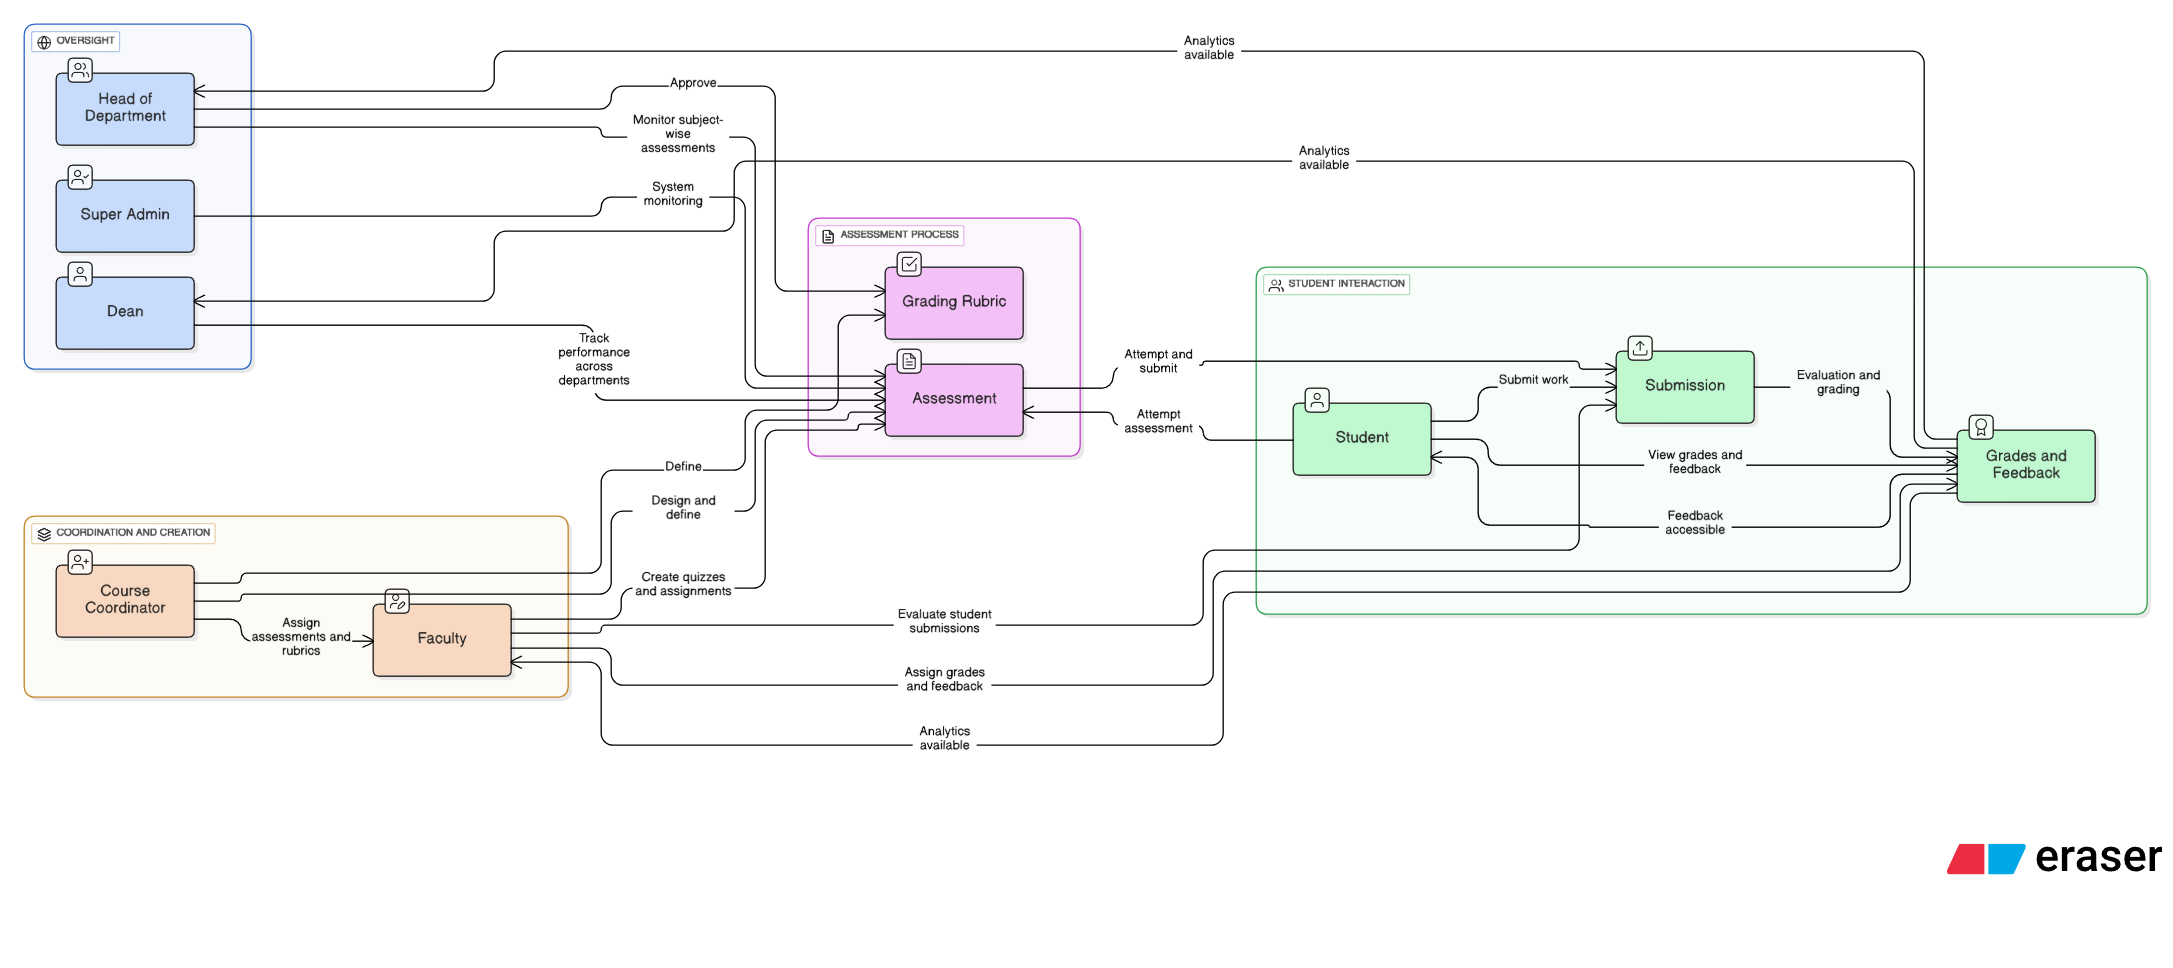 OVERSIGHT
Head of
Department
Super Admin
Dean
Analytics
available
Approve
Monitor subject-
wise
assessments
Analytics
available
System
monitoring
Track
performance
across
departments
ASSESSMENT PROCESS
Grading Rubric
Assessment
Attempt and
submit
Attempt
assessment
STUDENT INTERACTION
Student
Submit work
Submission
Evaluation and
grading
View grades and
feedback
Grades and
Feedback
Feedback
accessible
Define
Design and
define
Create quizzes
and assignments
COORDINATION AND CREATION
Course
Coordinator
Assign
assessments and
rubrics
Faculty
Evaluate student
submissions
Assign grades
and feedback
Analytics
available
eraser